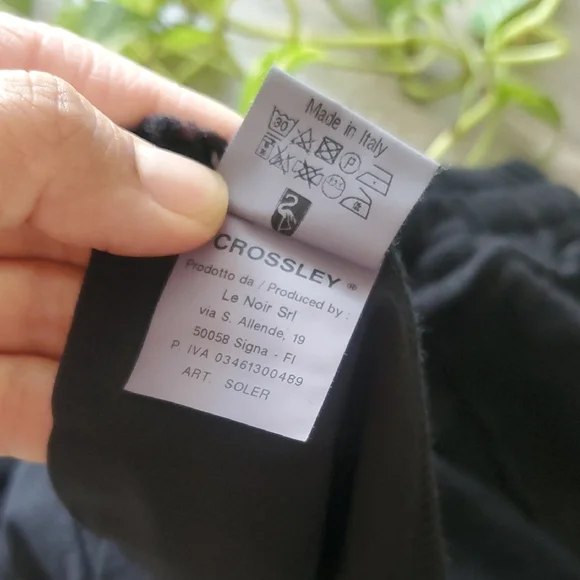 Made in Italy
30
P
CROSSLEY ®
Prodotto da / Produced by :
Le Noir Srl
via S. Allende, 19
50058 Signa - FI
P IVA 03461300489
ART. SOLER